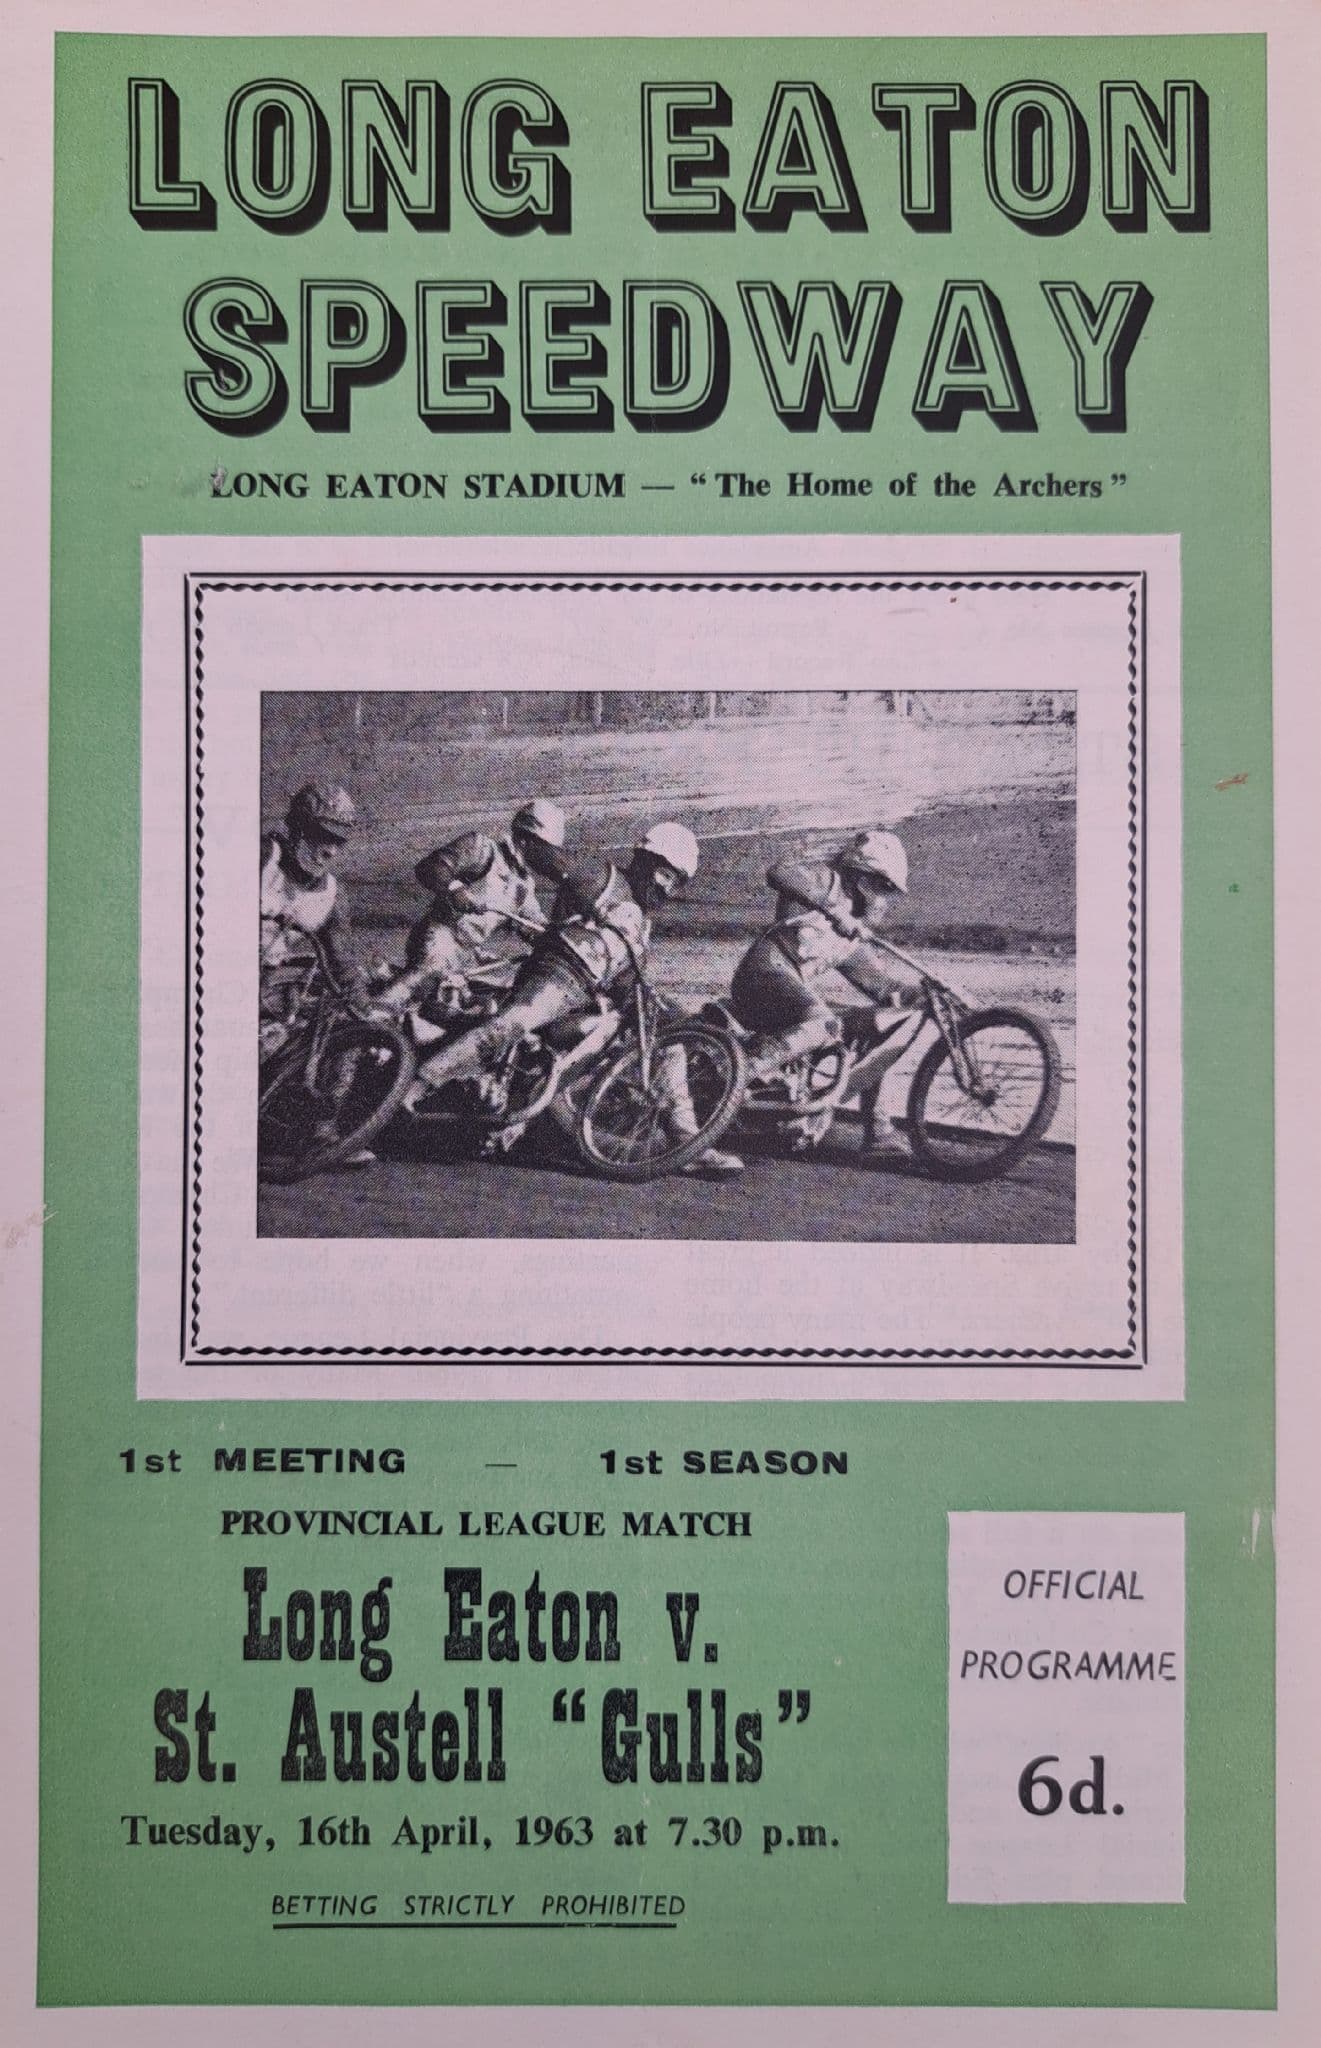 LONG EATON
SPEEDWAY
LONG EATON STADIUM — “The Home of the Archers”
1st MEETING — 1st SEASON
PROVINCIAL LEAGUE MATCH
Long Eaton v.
St. Austell “Gulls”
Tuesday, 16th April, 1963 at 7.30 p.m.
BETTING STRICTLY PROHIBITED
OFFICIAL
PROGRAMME
6d.